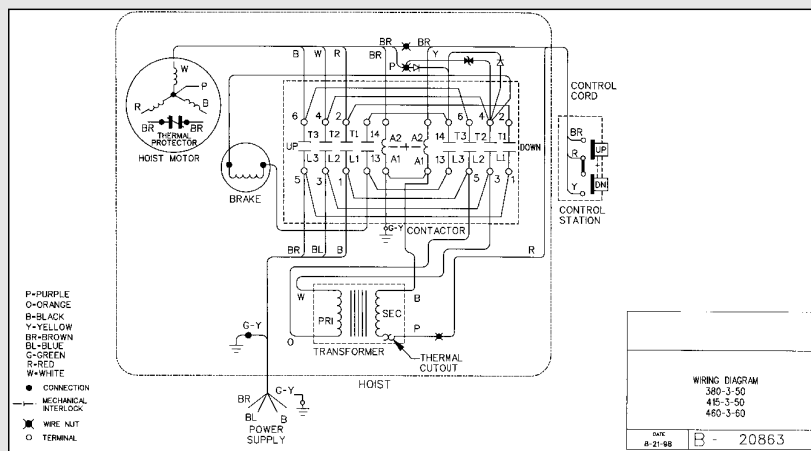 BR BR
B W R BR Y
P
W
P
R B
BR BR
THERMAL
PROTECTOR
HOIST MOTOR
BRAKE
6 4 2 6 4 2
T3 T2 T1 14 A2 A2 14 T3 T2 T1
UP DOWN
L3 L2 L1 13 A1 A1 13 L3 L2 L1
5 3 1 5 3 1
G-Y CONTACTOR
BR BL B R
CONTROL
CORD
BR
R
Y
UP
DN
CONTROL
STATION
W B
PRI SEC
O P
TRANSFORMER
THERMAL
CUTOUT
HOIST
G-Y
G-Y
BR
BL B
POWER
SUPPLY
P=PURPLE
O=ORANGE
B=BLACK
Y=YELLOW
BR=BROWN
BL=BLUE
G=GREEN
R=RED
W=WHITE
CONNECTION
MECHANICAL
INTERLOCK
WIRE NUT
TERMINAL
WIRING DIAGRAM
380-3-50
415-3-50
460-3-60
DATE
8-21-98
B - 20863